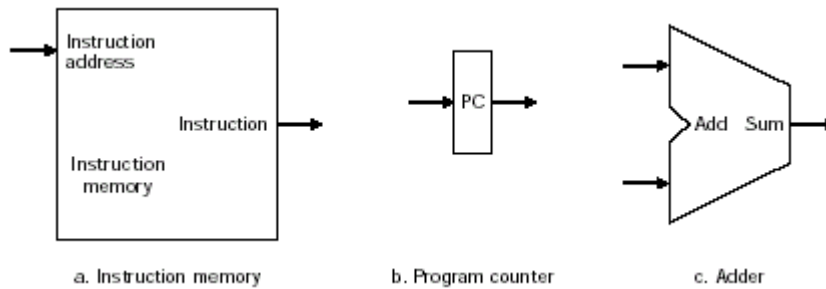 Instruction
address
Instruction
Instruction
memory
PC
Add Sum
a. Instruction memory
b. Program counter
c. Adder